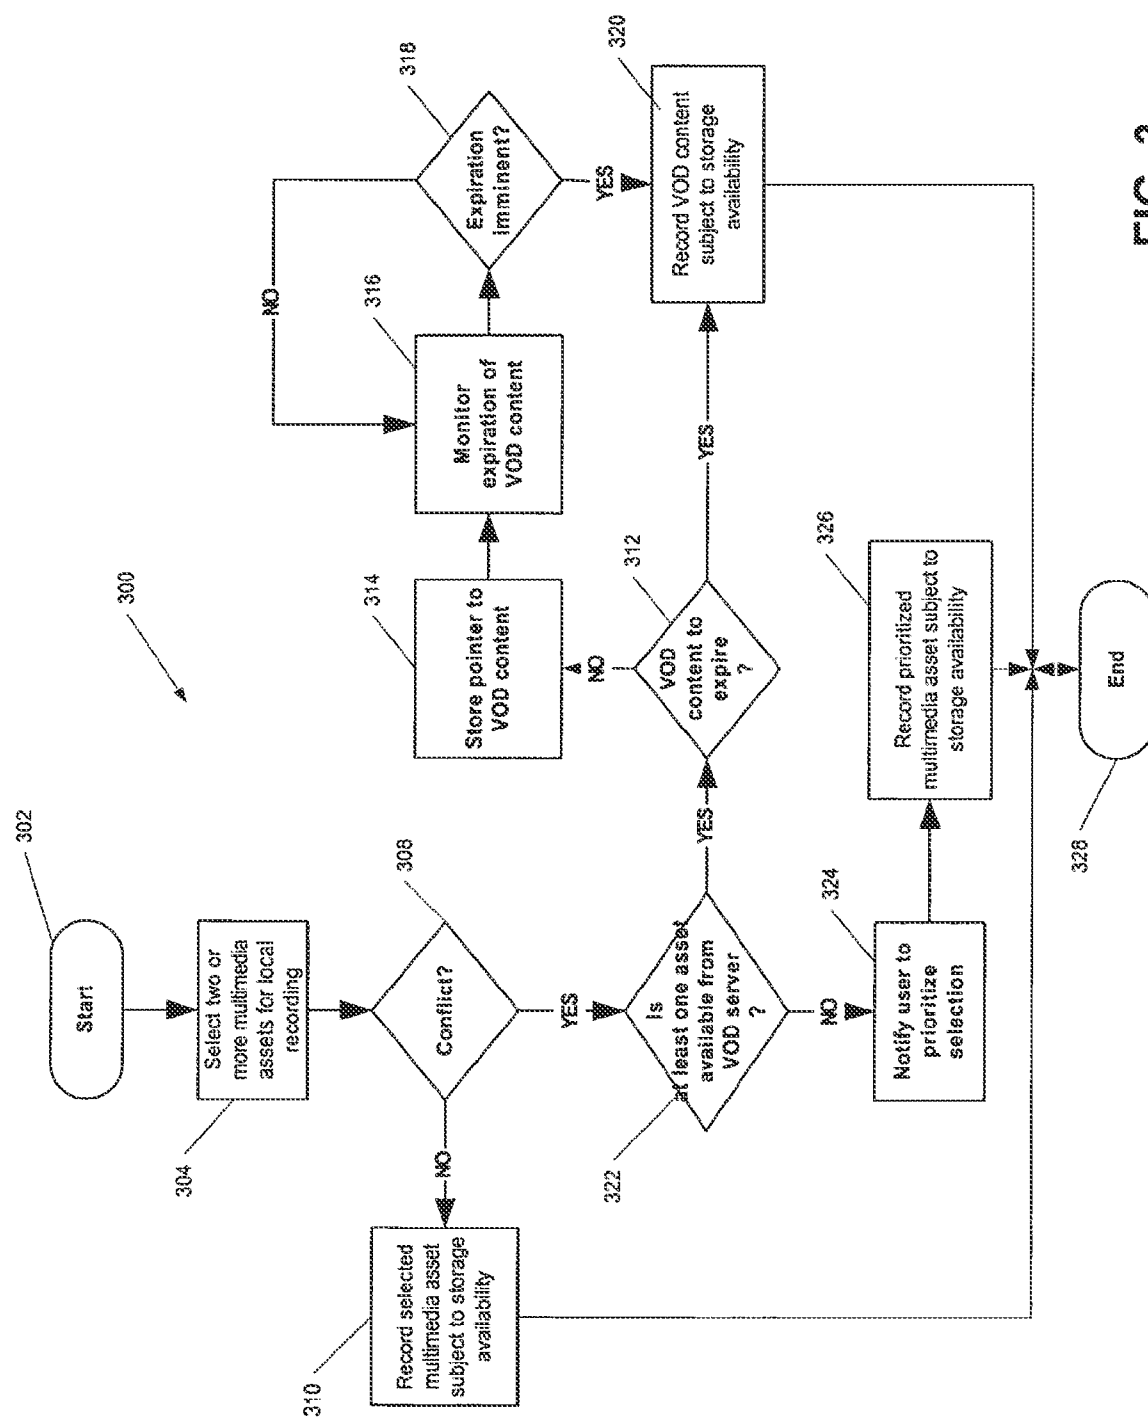 300
302
Start
304
Select two or
more multimedia
assets for local
recording
308
Conflict?
NO
YES
310
Record selected
multimedia asset
subject to storage
availability
322
Is
at least one asset
available from
VOD server
?
YES
NO
324
Notify user to
prioritize
selection
326
Record prioritized
multimedia asset subject to
storage availability
312
VOD
content to
expire
?
NO
YES
314
Store pointer to
VOD content
316
Monitor
expiration of
VOD content
318
Expiration
imminent?
NO
YES
320
Record VOD content
subject to storage
availability
328
End
FIG. 3